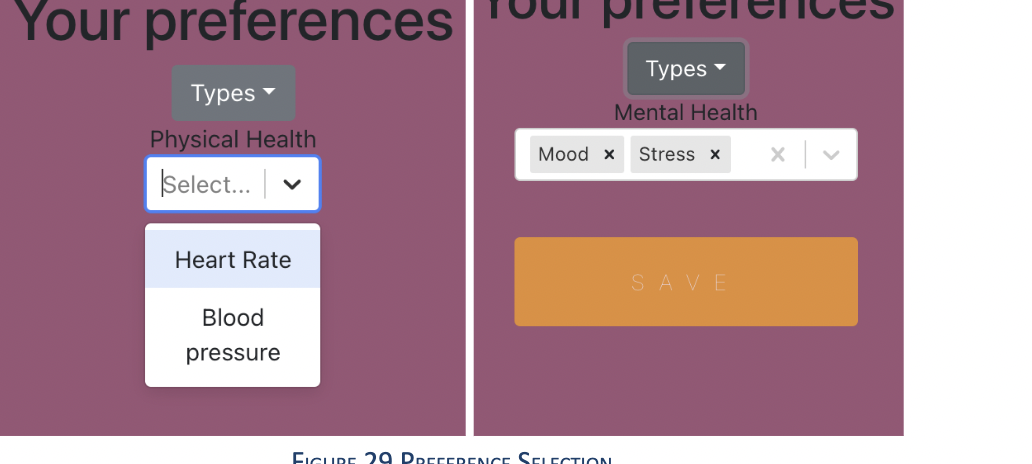 Your preferences
Types
Physical Health
Select...
Heart Rate
Blood
pressure
Your preferences
Types
Mental Health
Mood × Stress ×
SAVE
FIGURE 29 PREFERENCE SELECTION